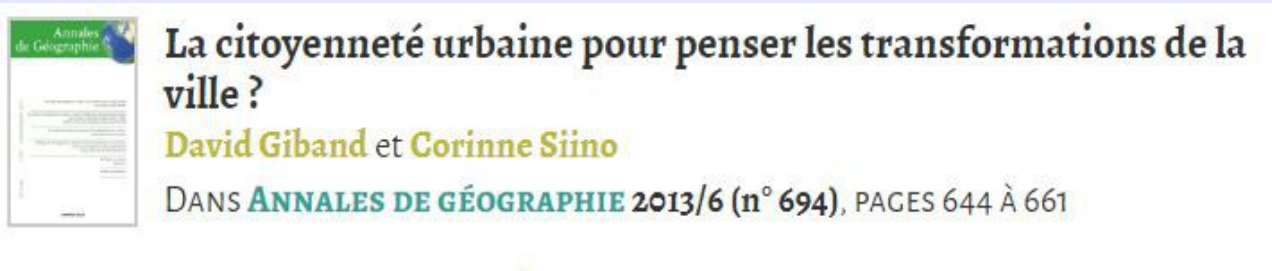 Annales
de Géographie
La citoyenneté urbaine pour penser les transformations de la
ville ?
David Giband et Corinne Siino
DANS ANNALES DE GÉOGRAPHIE 2013/6 (n° 694), PAGES 644 À 661